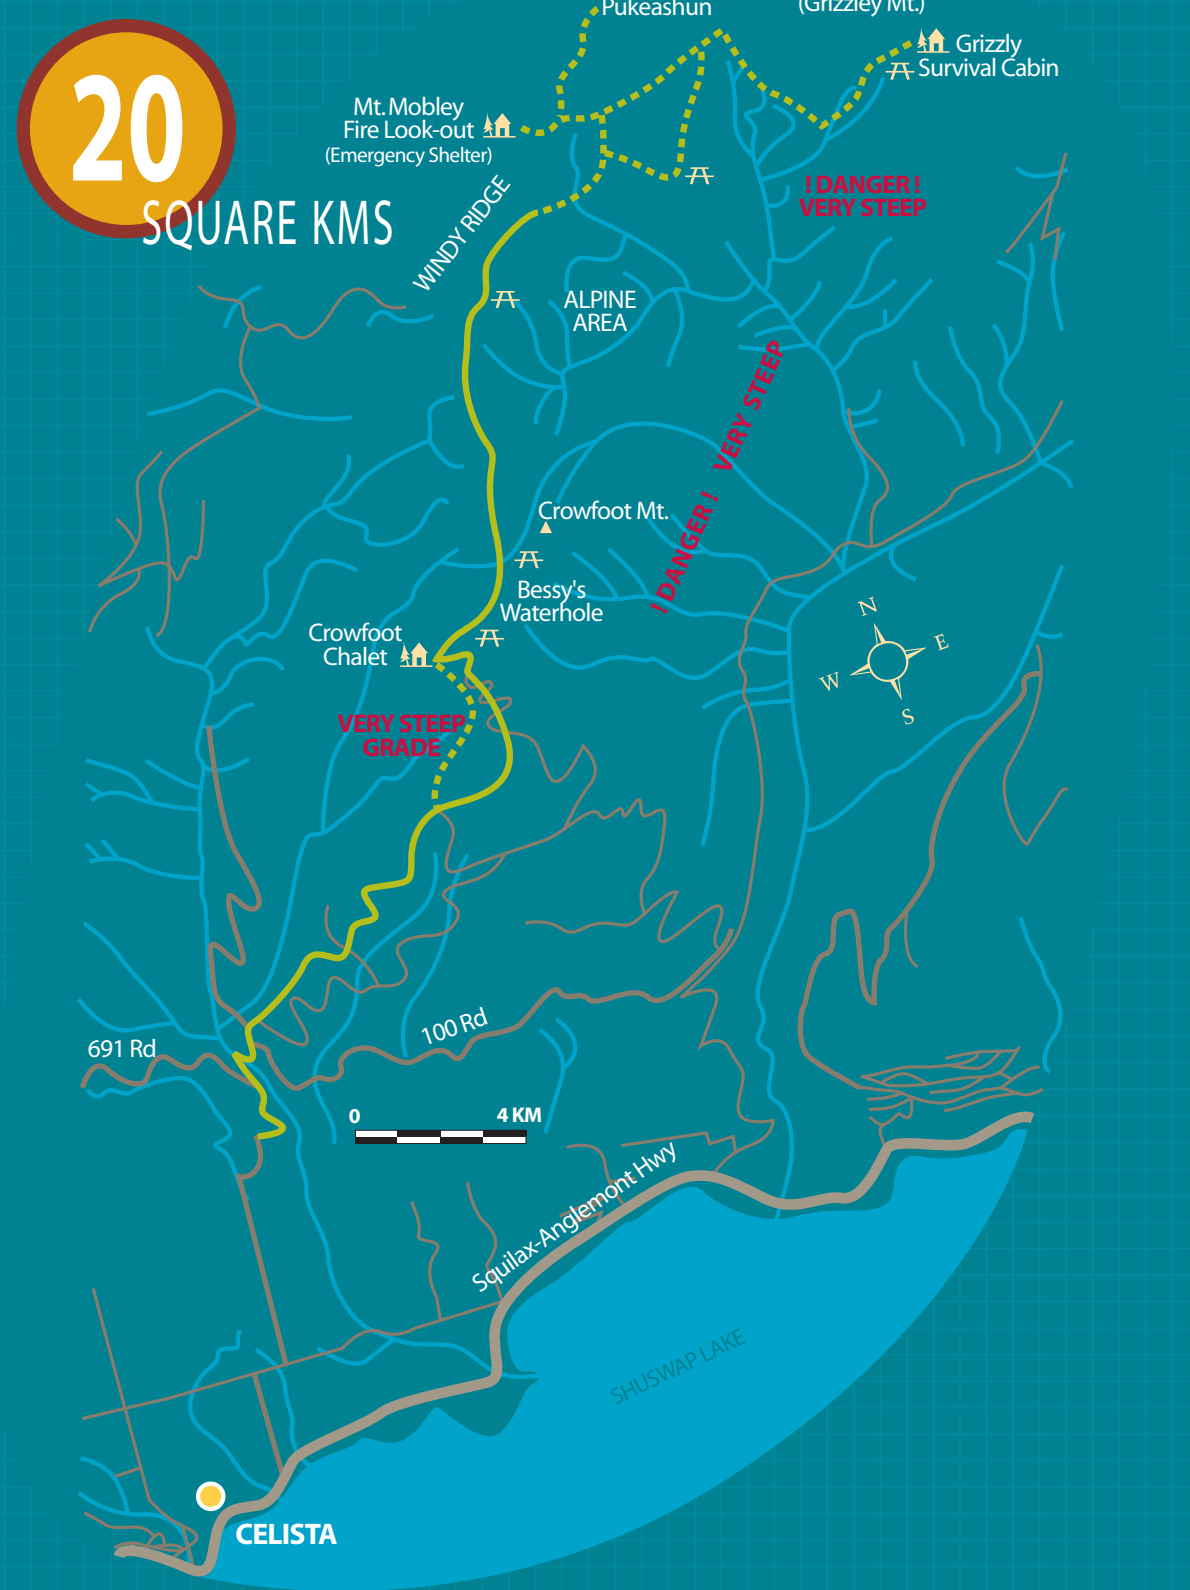 Pukeashun
(Grizzley Mt.)
20
SQUARE KMS
Grizzly
Survival Cabin
Mt. Mobley
Fire Look-out
(Emergency Shelter)
! DANGER !
VERY STEEP
WINDY RIDGE
ALPINE
AREA
! DANGER ! VERY STEEP
Crowfoot Mt.
Bessy's
Waterhole
Crowfoot
Chalet
N
E
W
S
VERY STEEP
GRADE
100 Rd
691 Rd
0 4 KM
Squilax-Anglemont Hwy
SHUSWAP LAKE
CELISTA